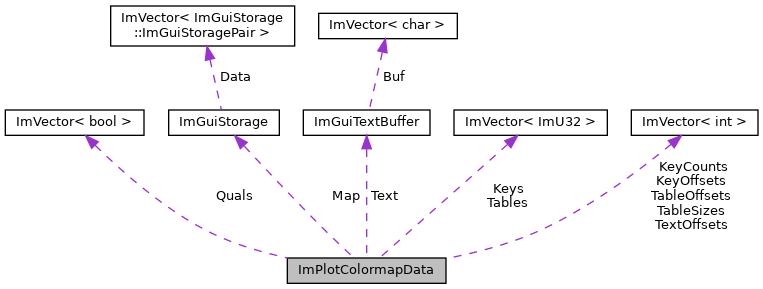 ImVector< ImGuiStorage
::ImGuiStoragePair >
ImVector< char >
Data
Buf
ImVector< bool >
ImGuiStorage
ImGuiTextBuffer
ImVector< ImU32 >
ImVector< int >
Quals
Map
Text
Keys
Tables
KeyCounts
KeyOffsets
TableOffsets
TableSizes
TextOffsets
ImPlotColormapData